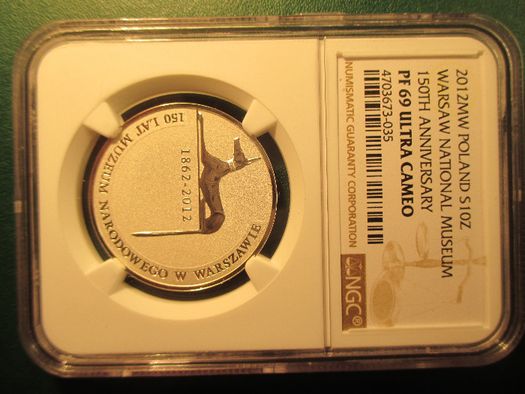 2012MW POLAND S10Z
WARSAW NATIONAL MUSEUM
150TH ANNIVERSARY
PF 69 ULTRA CAMEO
4703673-035
NUMISMATIC GUARANTY CORPORATION
NGC®
150 LAT MUZEUM NARODOWEGO W WARSZAWIE
1862-2012